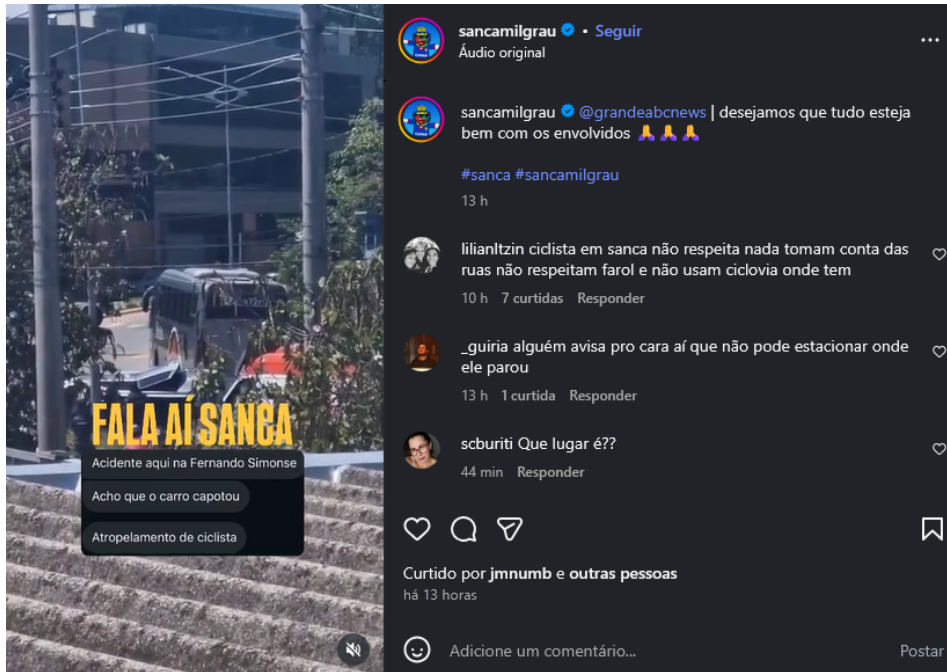 sancamilgrau • Seguir
Áudio original
sancamilgrau @grandeabcnews | desejamos que tudo esteja
bem com os envolvidos 🙏🙏🙏
#sanca #sancamilgrau
13 h
lilianltzin ciclista em sanca não respeita nada tomam conta das
ruas não respeitam farol e não usam ciclovia onde tem
10 h 7 curtidas Responder
_guiria alguém avisa pro cara aí que não pode estacionar onde
ele parou
13 h 1 curtida Responder
scburiti Que lugar é??
44 min Responder
Curtido por jmnumb e outras pessoas
há 13 horas
Adicione um comentário...
Postar
FALA AÍ SANCA
Acidente aqui na Fernando Simonse
Acho que o carro capotou
Atropelamento de ciclista